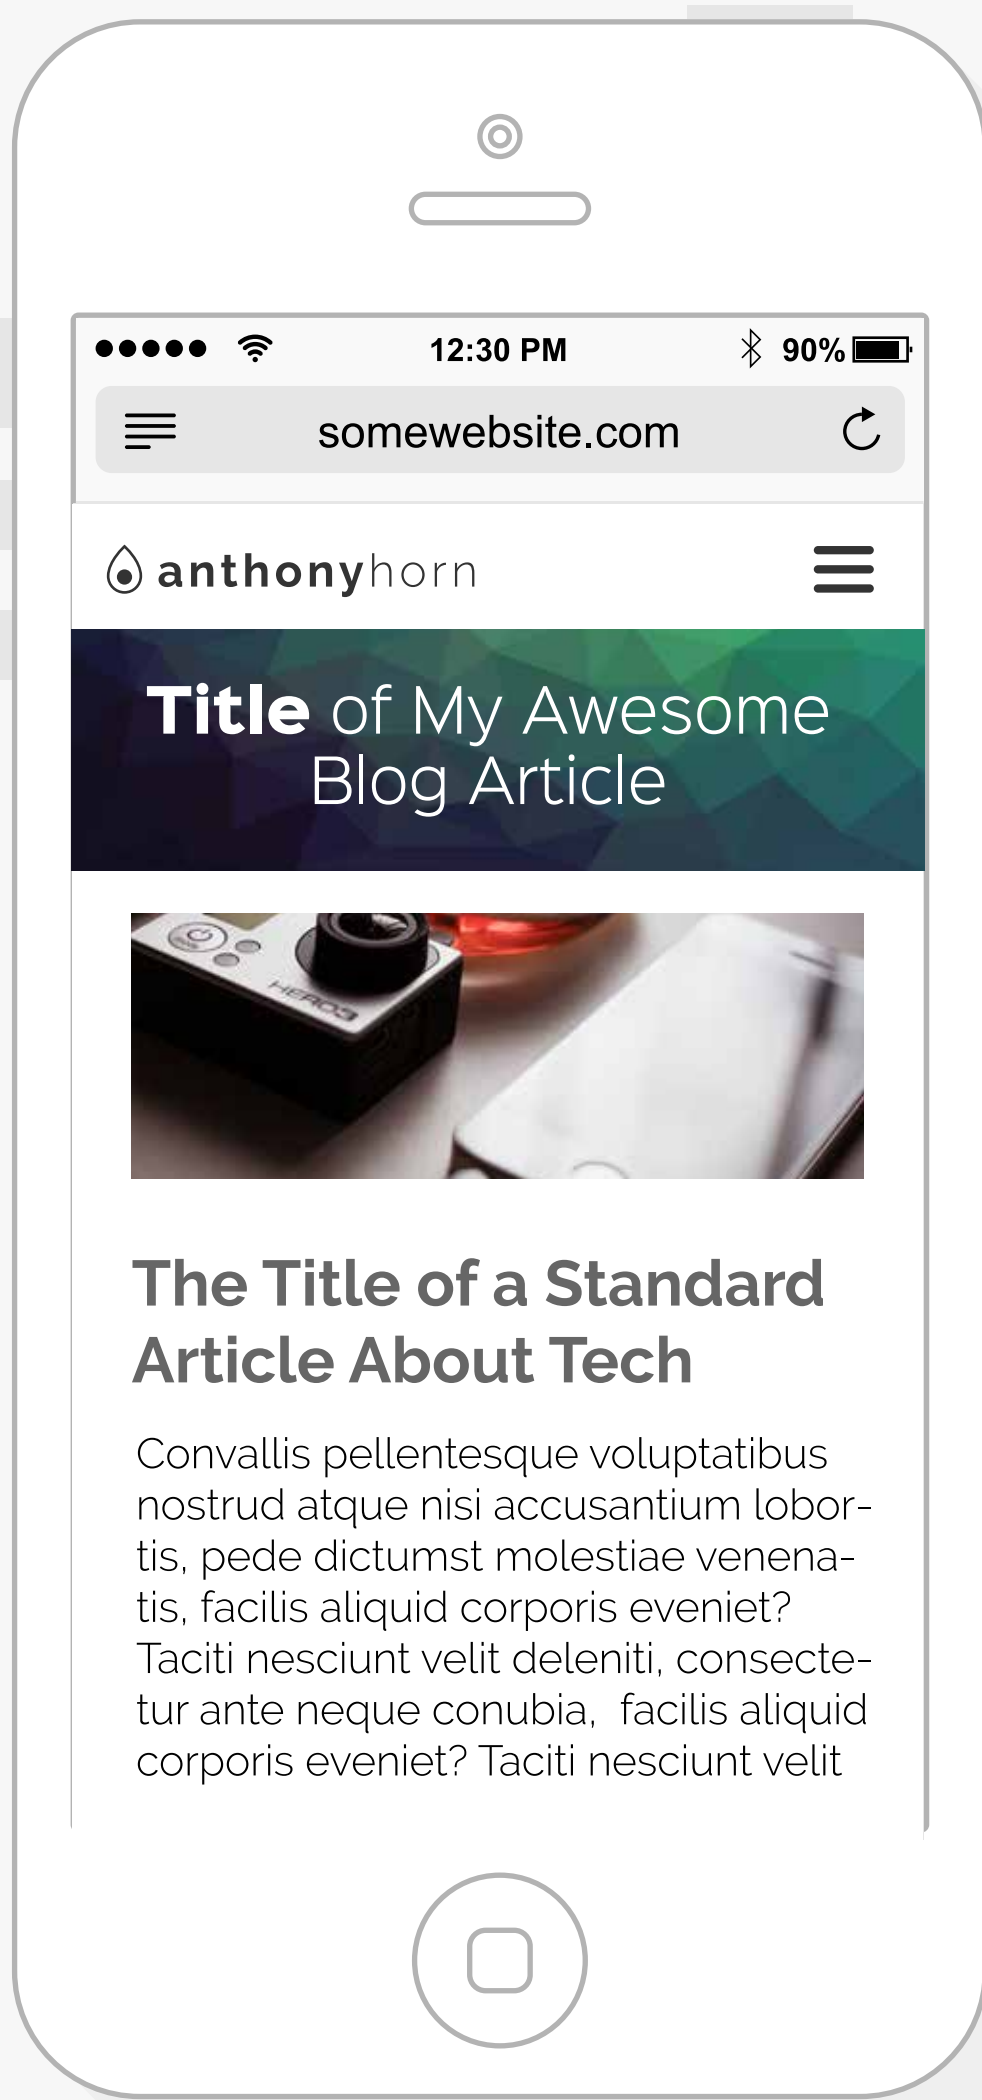 12:30 PM 90%
somewebsite.com
anthonyhorn
Title of My Awesome
Blog Article
HERO3
The Title of a Standard
Article About Tech
Convallis pellentesque voluptatibus
nostrud atque nisi accusantium lobor-
tis, pede dictumst molestiae venena-
tis, facilis aliquid corporis eveniet?
Taciti nesciunt velit deleniti, consecte-
tur ante neque conubia,  facilis aliquid
corporis eveniet? Taciti nesciunt velit